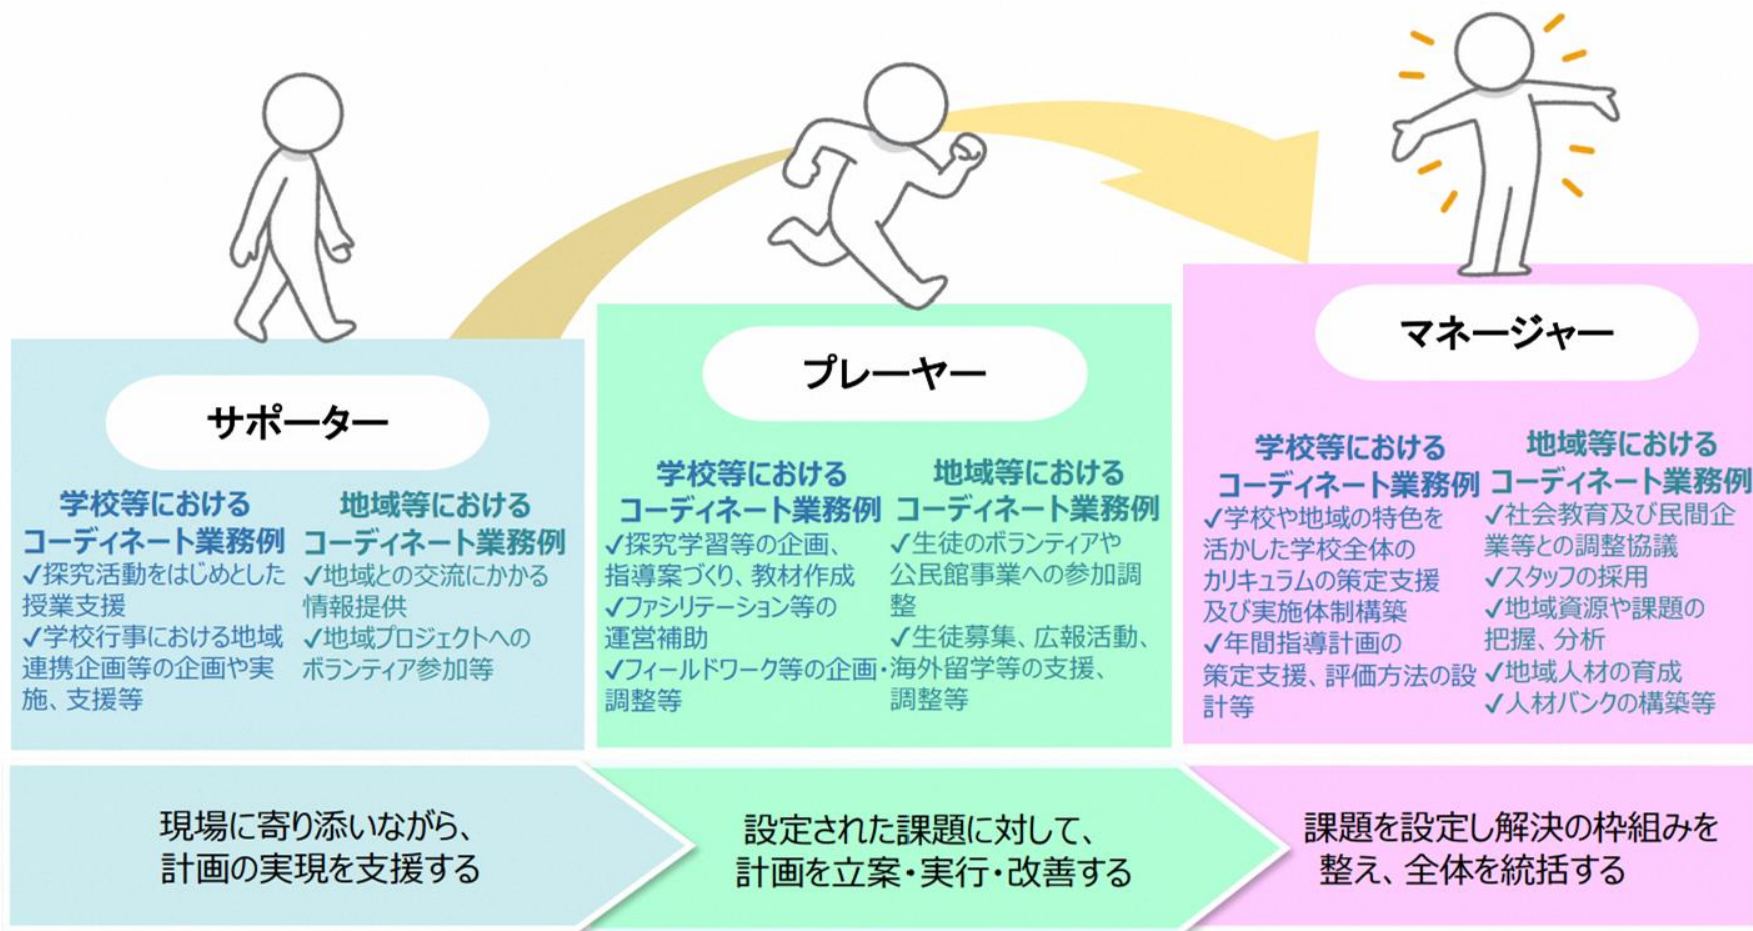 サポーター
学校等における
コーディネート業務例
✓探究活動をはじめとした
授業支援
✓学校行事における地域
連携企画等の企画や実
施、支援等
地域等における
コーディネート業務例
✓地域との交流にかかる
情報提供
✓地域プロジェクトへの
ボランティア参加等
現場に寄り添いながら、
計画の実現を支援する
プレーヤー
学校等における
コーディネート業務例
✓探究学習等の企画、
指導案づくり、教材作成
✓ファシリテーション等の
運営補助
✓フィールドワーク等の企画・
調整等
地域等における
コーディネート業務例
✓生徒のボランティアや
公民館事業への参加調
整
✓生徒募集、広報活動、
海外留学等の支援、
調整等
設定された課題に対して、
計画を立案・実行・改善する
マネージャー
学校等における
コーディネート業務例
✓学校や地域の特色を
活かした学校全体の
カリキュラムの策定支援
及び実施体制構築
✓年間指導計画の
策定支援、評価方法の設
計等
地域等における
コーディネート業務例
✓社会教育及び民間企
業等との調整協議
✓スタッフの採用
✓地域資源や課題の
把握、分析
✓地域人材の育成
✓人材バンクの構築等
課題を設定し解決の枠組みを
整え、全体を統括する